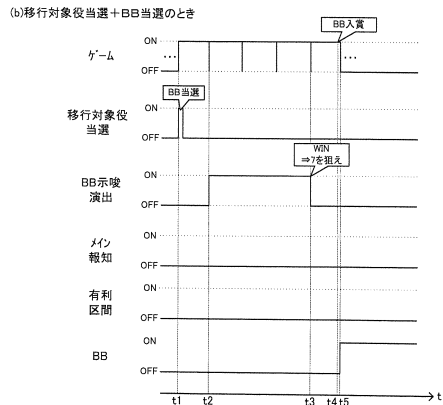 (b)移行対象役当選+BB当選のとき
BB入賞
ON
ゲーム
…
…
OFF
BB当選
ON
移行対象役
当選
OFF
WIN
⇒7を狙え
ON
BB示唆
演出
OFF
ON
メイン
報知
OFF
ON
有利
区間
OFF
ON
BB
OFF
t1
t2
t3
t4
t5
t